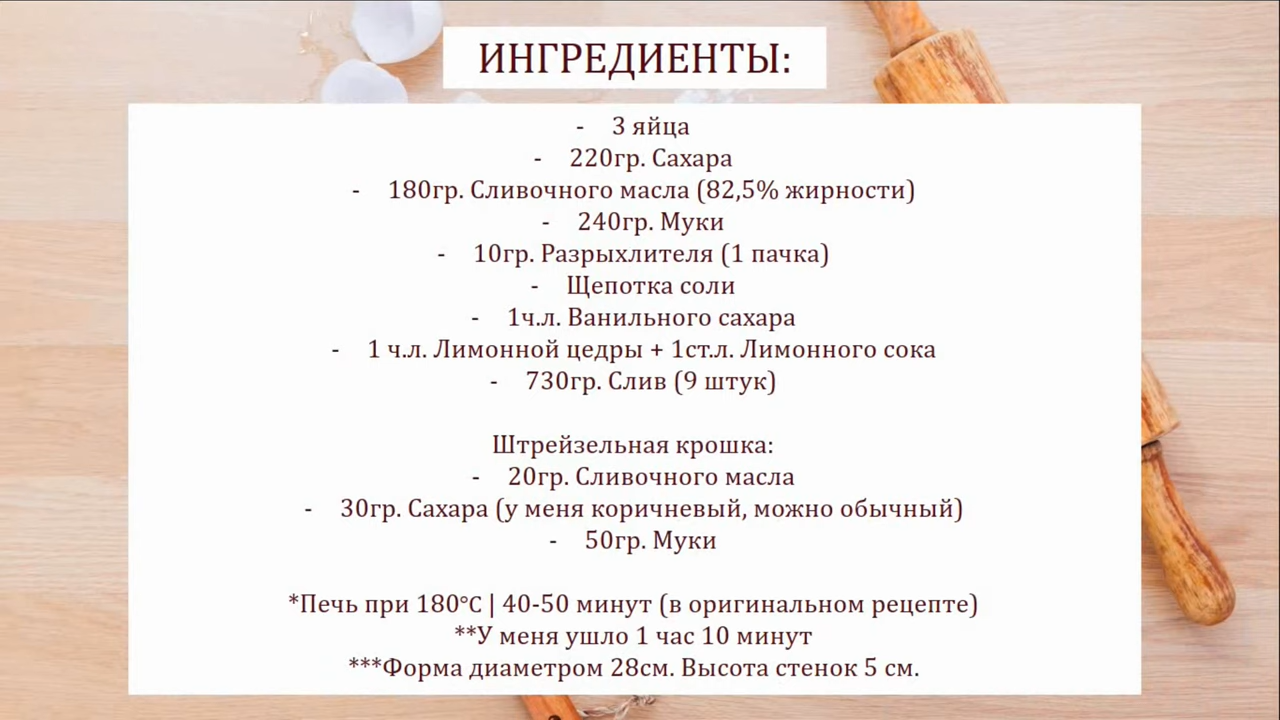 ИНГРЕДИЕНТЫ:
- 3 яйца
- 220гр. Сахара
- 180гр. Сливочного масла (82,5% жирности)
- 240гр. Муки
- 10гр. Разрыхлителя (1 пачка)
- Щепотка соли
- 1ч.л. Ванильного сахара
- 1 ч.л. Лимонной цедры + 1ст.л. Лимонного сока
- 730гр. Слив (9 штук)
Штрейзельная крошка:
- 20гр. Сливочного масла
- 30гр. Сахара (у меня коричневый, можно обычный)
- 50гр. Муки
*Печь при 180°С | 40-50 минут (в оригинальном рецепте)
**У меня ушло 1 час 10 минут
***Форма диаметром 28см. Высота стенок 5 см.